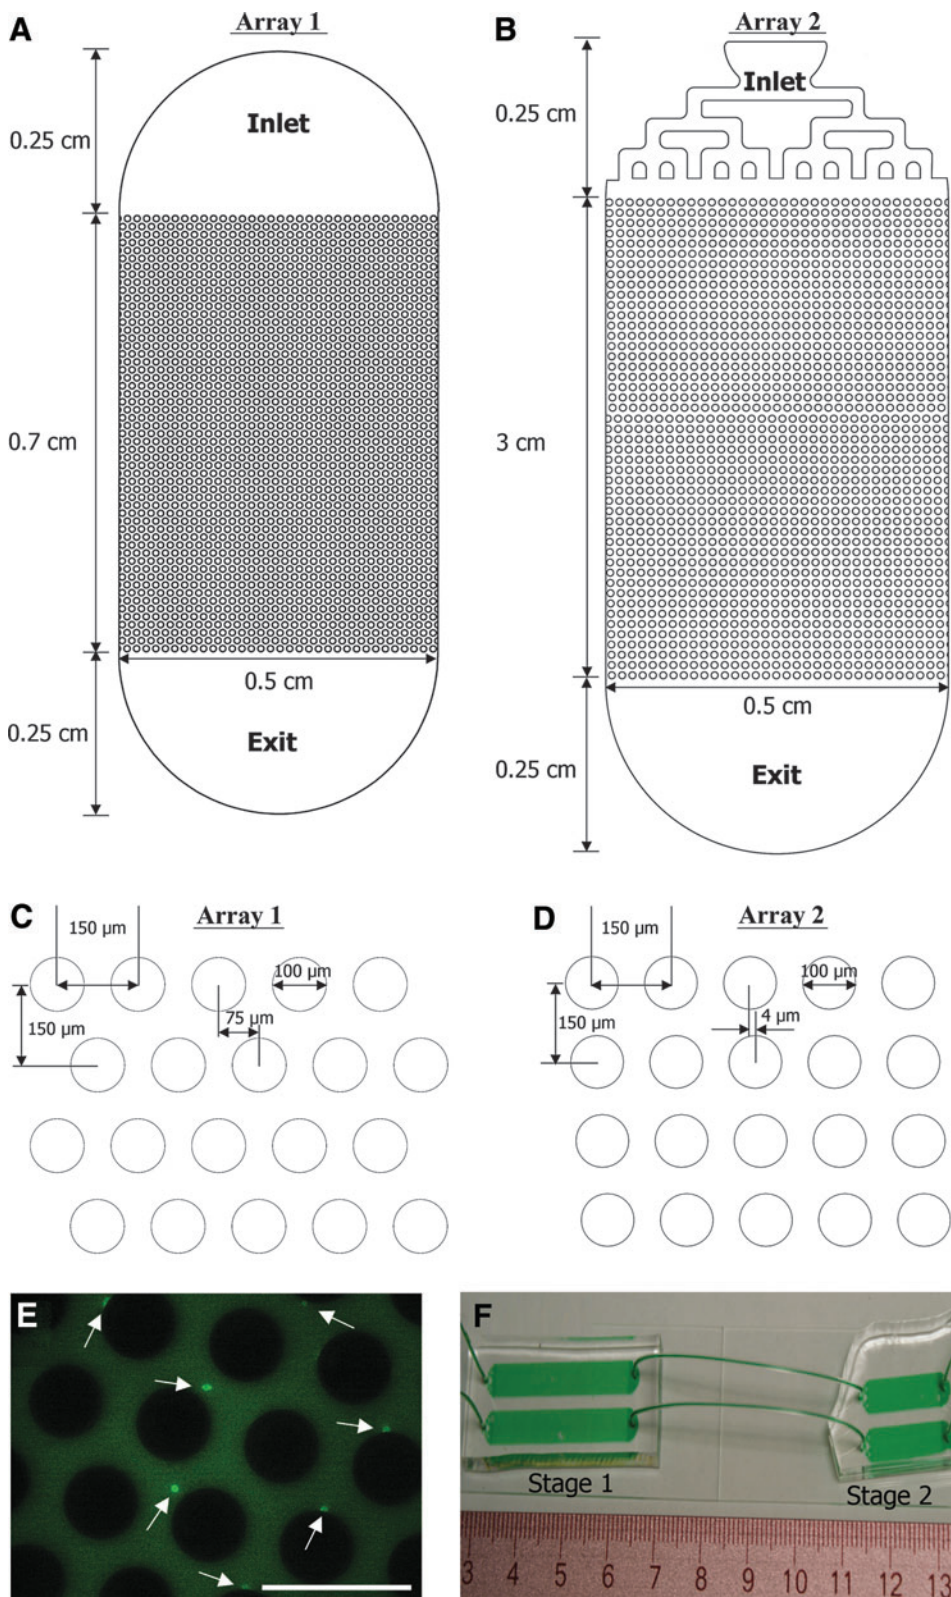 A
Array 1
0.25 cm
Inlet
0.7 cm
0.5 cm
0.25 cm
Exit
B
Array 2
0.25 cm
Inlet
3 cm
0.5 cm
0.25 cm
Exit
C
Array 1
150 µm
100 µm
150 µm
75 µm
D
Array 2
150 µm
100 µm
150 µm
4 µm
E
F
Stage 1
Stage 2
3 4 5 6 7 8 9 10 11 12 13